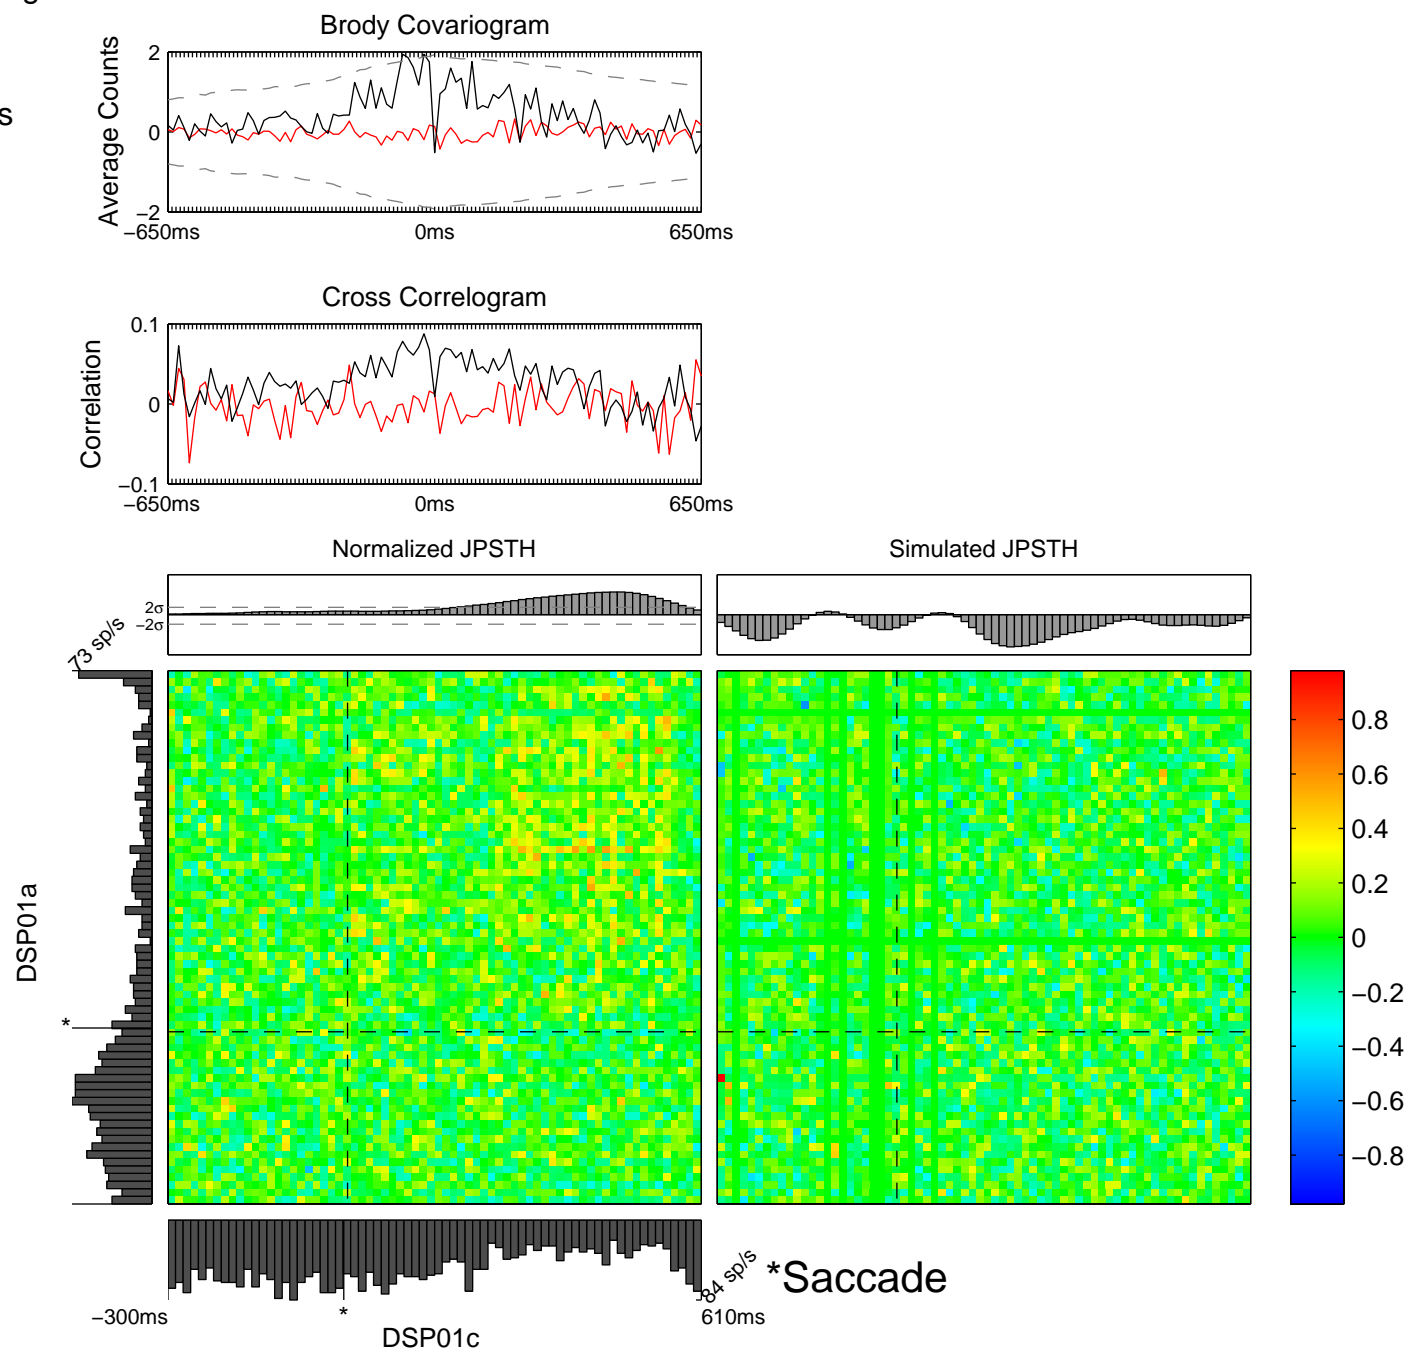 g
Brody Covariogram
Average Counts
s
2
0
−2
−650ms
0ms
650ms
Cross Correlogram
Correlation
0.1
0
−0.1
−650ms
0ms
650ms
Normalized JPSTH
Simulated JPSTH
2σ
−2σ
73 sp/s
DSP01a
*
0.8
0.6
0.4
0.2
0
−0.2
−0.4
−0.6
−0.8
84 sp/s
*Saccade
−300ms
*
610ms
DSP01c